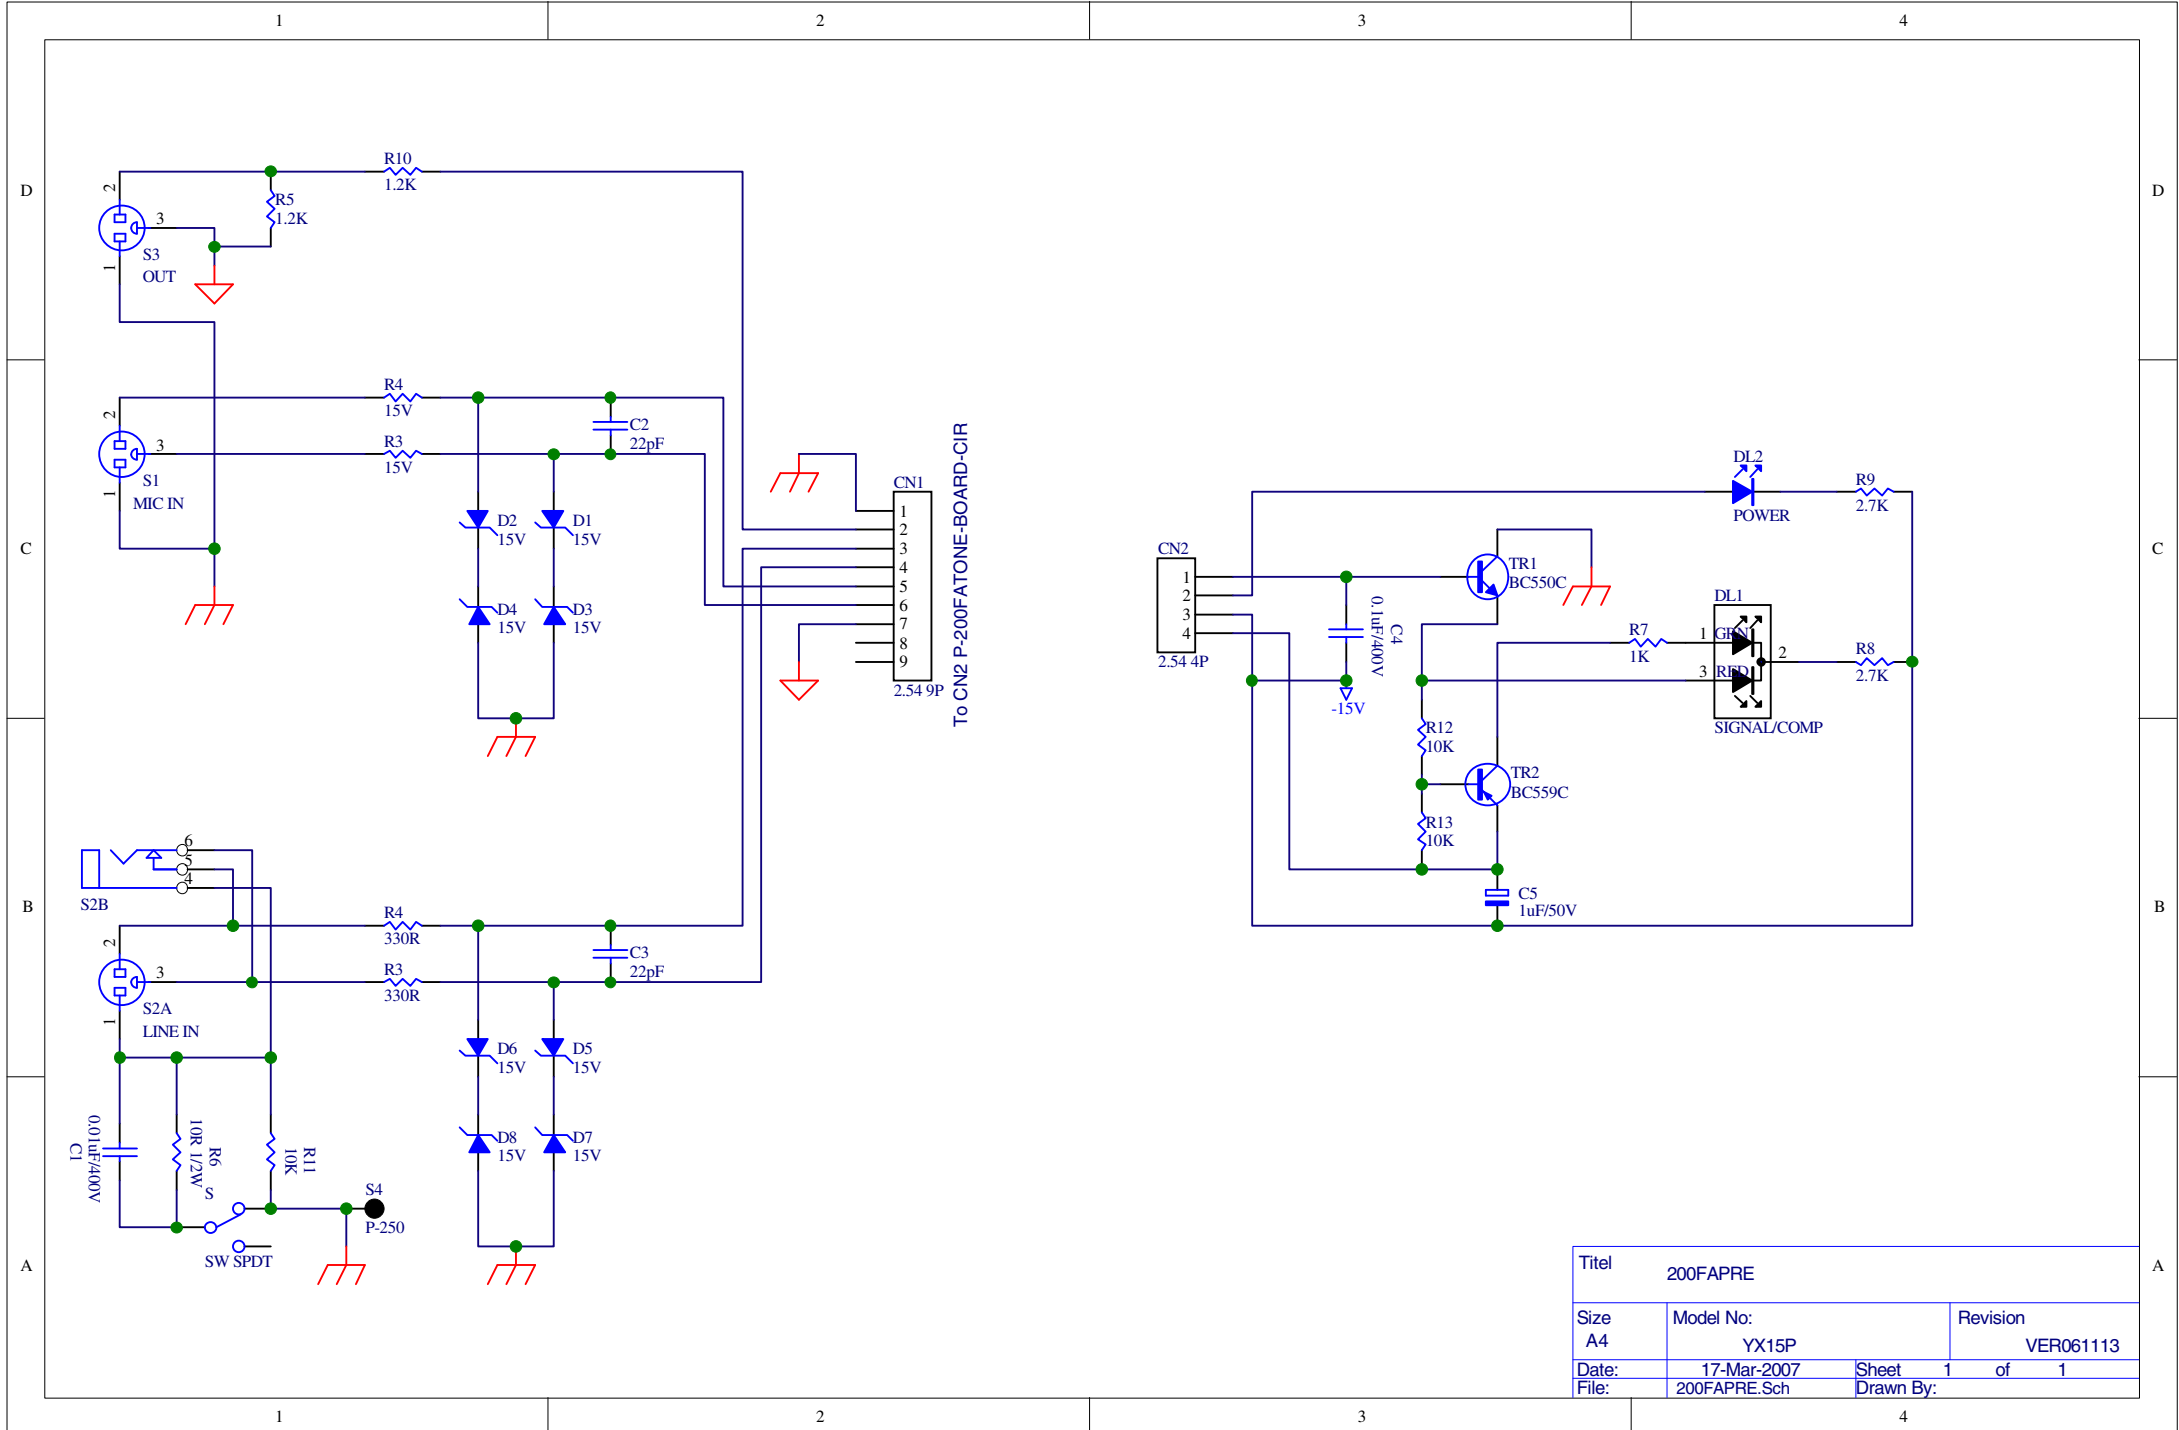 1
2
3
4
D
D
C
C
B
B
A
A
R10
1.2K
R5
1.2K
2
3
1
S3
OUT
R4
15V
R3
15V
2
3
1
S1
MIC IN
C2
22pF
D2
15V
D1
15V
D4
15V
D3
15V
CN1
1
2
3
4
5
6
7
8
9
2.54 9P
To CN2 P-200FATONE-BOARD-CIR
6
5
4
S2B
R4
330R
R3
330R
2
3
1
S2A
LINE IN
C3
22pF
D6
15V
D5
15V
D8
15V
D7
15V
C1
0.01uF/400V
R6
10R 1/2W
R11
10K
S
SW SPDT
S4
P-250
CN2
1
2
3
4
2.54 4P
C4
0.1uF/400V
-15V
TR1
BC550C
DL2
POWER
R9
2.7K
R7
1K
DL1
1
GRN
3
RED
2
SIGNAL/COMP
R8
2.7K
R12
10K
TR2
BC559C
R13
10K
C5
1uF/50V
Titel
200FAPRE
Size
A4
Model No:
YX15P
Revision
VER061113
Date: 17-Mar-2007 Sheet 1 of 1
File: 200FAPRE.Sch Drawn By:
1
2
3
4